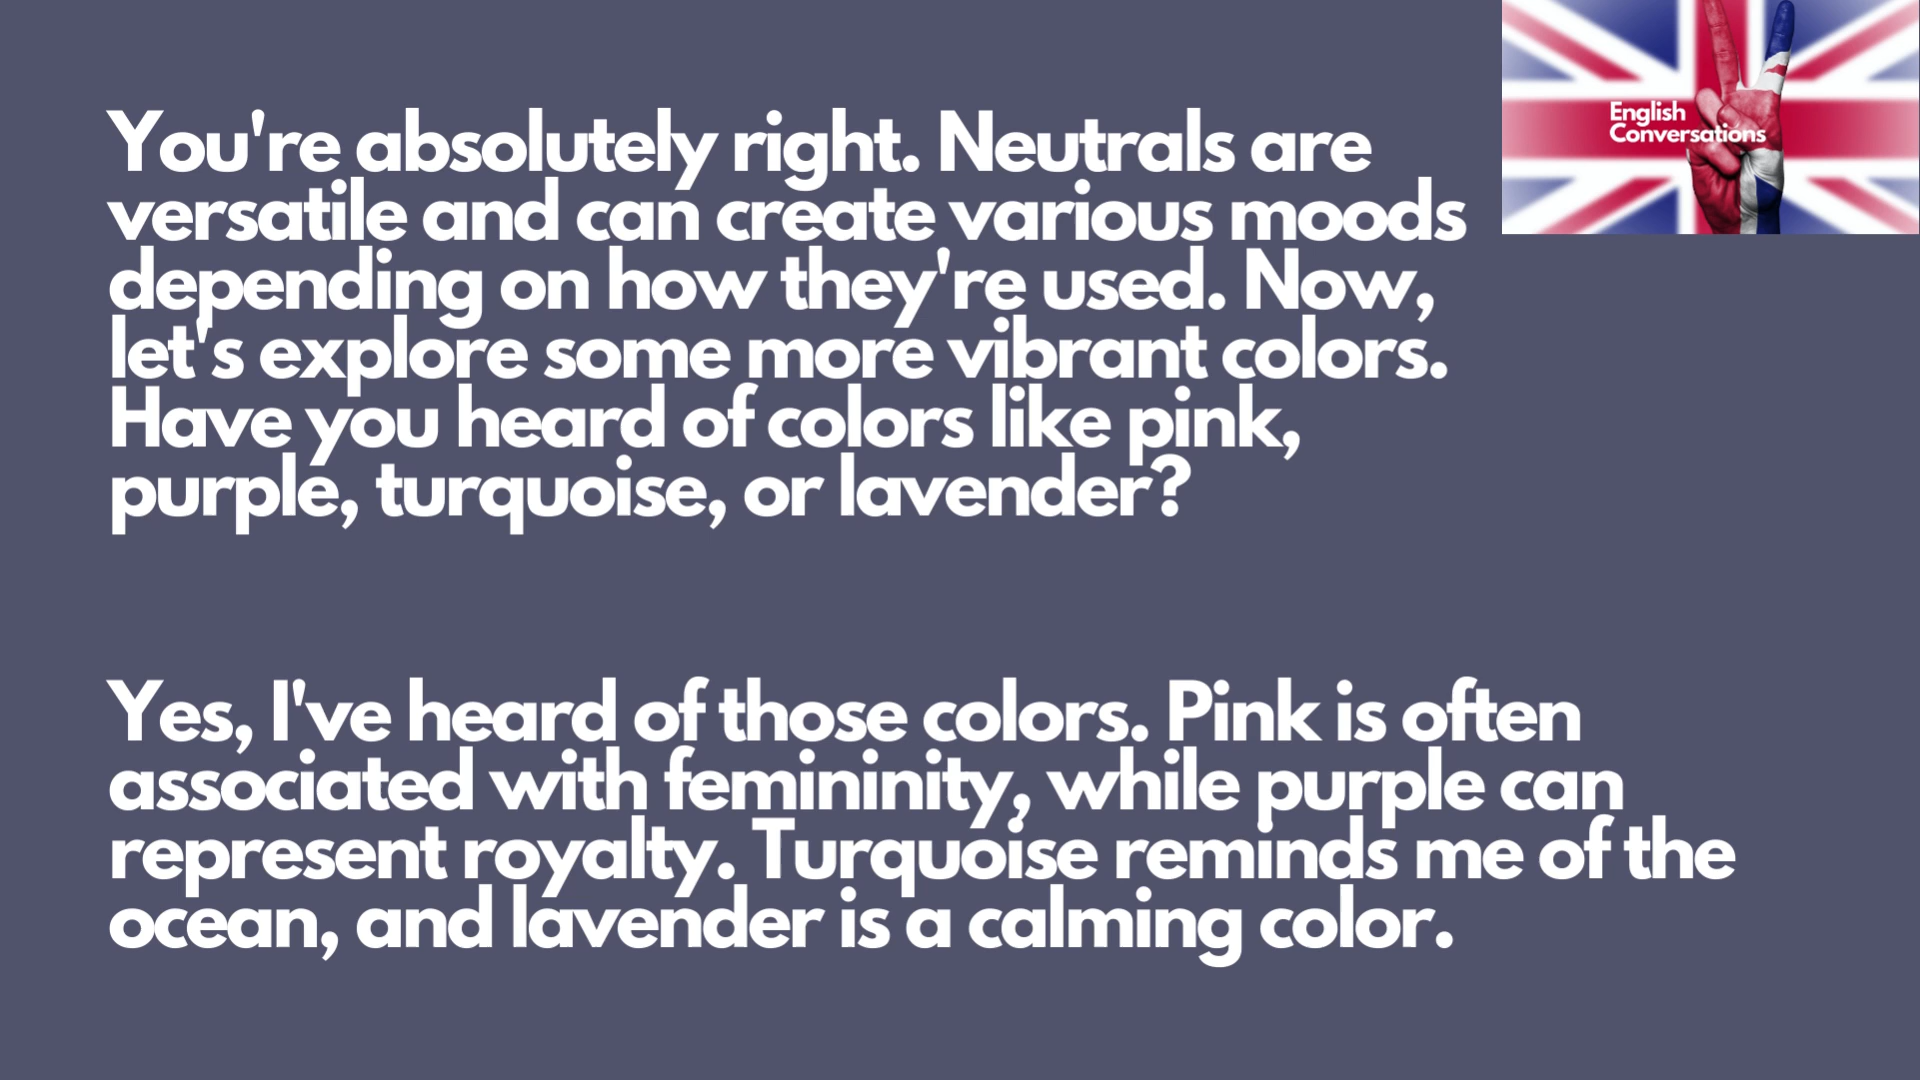 English
Conversations
You're absolutely right. Neutrals are
versatile and can create various moods
depending on how they're used. Now,
let's explore some more vibrant colors.
Have you heard of colors like pink,
purple, turquoise, or lavender?
Yes, I've heard of those colors. Pink is often
associated with femininity, while purple can
represent royalty. Turquoise reminds me of the
ocean, and lavender is a calming color.